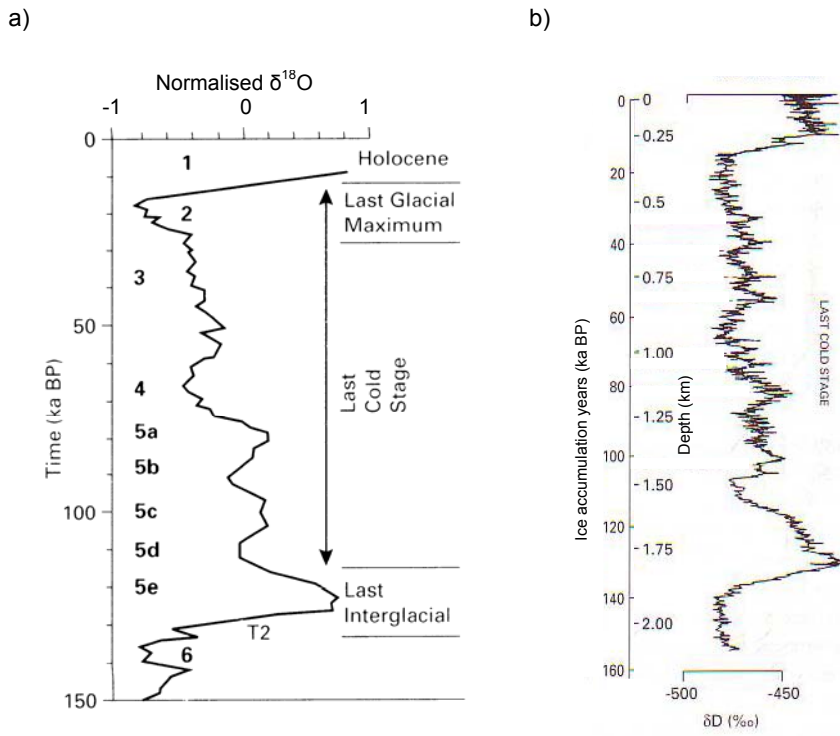 a)
b)
Normalised δ¹⁸O
-1 0 1
0
50
100
150
Time (ka BP)
1
2
3
4
5a
5b
5c
5d
5e
6
T2
Holocene
Last Glacial
Maximum
Last
Cold
Stage
Last
Interglacial
0
20
40
60
80
100
120
140
160
Ice accumulation years (ka BP)
0
0.25
0.5
0.75
1.00
1.25
1.50
1.75
2.00
Depth (km)
LAST COLD STAGE
-500 -450
δD (‰)